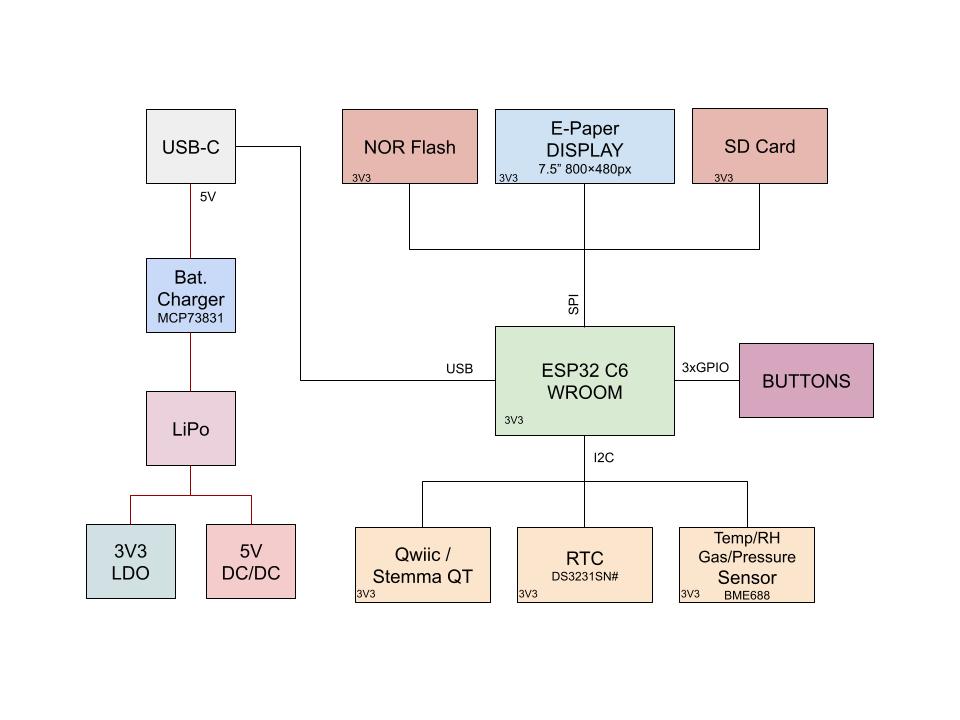 USB-C
5V
NOR Flash
3V3
E-Paper
DISPLAY
7.5” 800×480px
3V3
SD Card
3V3
Bat.
Charger
MCP73831
SPI
USB
ESP32 C6
WROOM
3V3
3xGPIO
BUTTONS
LiPo
I2C
3V3
LDO
5V
DC/DC
Qwiic /
Stemma QT
3V3
RTC
DS3231SN#
3V3
Temp/RH
Gas/Pressure
Sensor
BME688
3V3